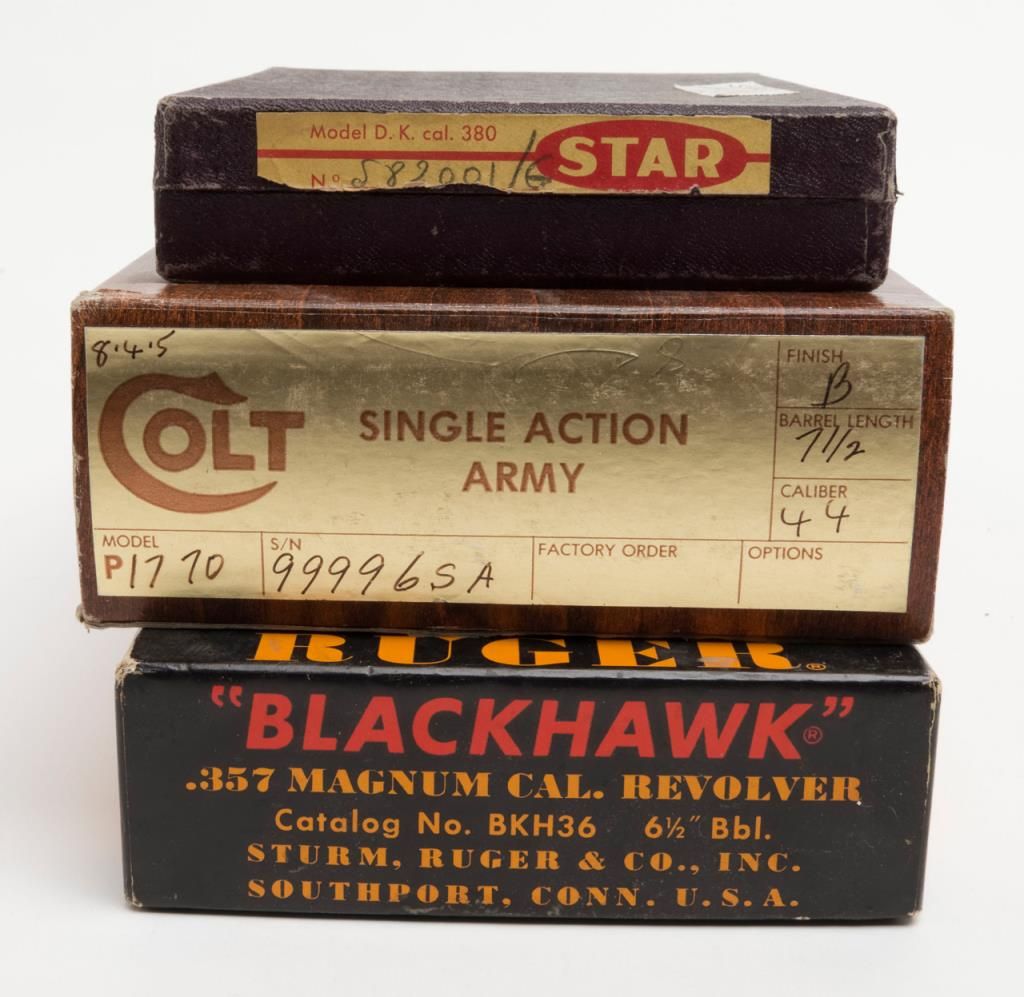 Model D. K. cal. 380
STAR
Nº 582001/6
8.4.5
COLT
SINGLE ACTION
ARMY
FINISH
B
BARREL LENGTH
7 1/2
CALIBER
44
MODEL
P1770
S/N
99996SA
FACTORY ORDER
OPTIONS
RUGER®
"BLACKHAWK"®
.357 MAGNUM CAL. REVOLVER
Catalog No. BKH36 6½" Bbl.
STURM, RUGER & CO., INC.
SOUTHPORT, CONN. U.S.A.